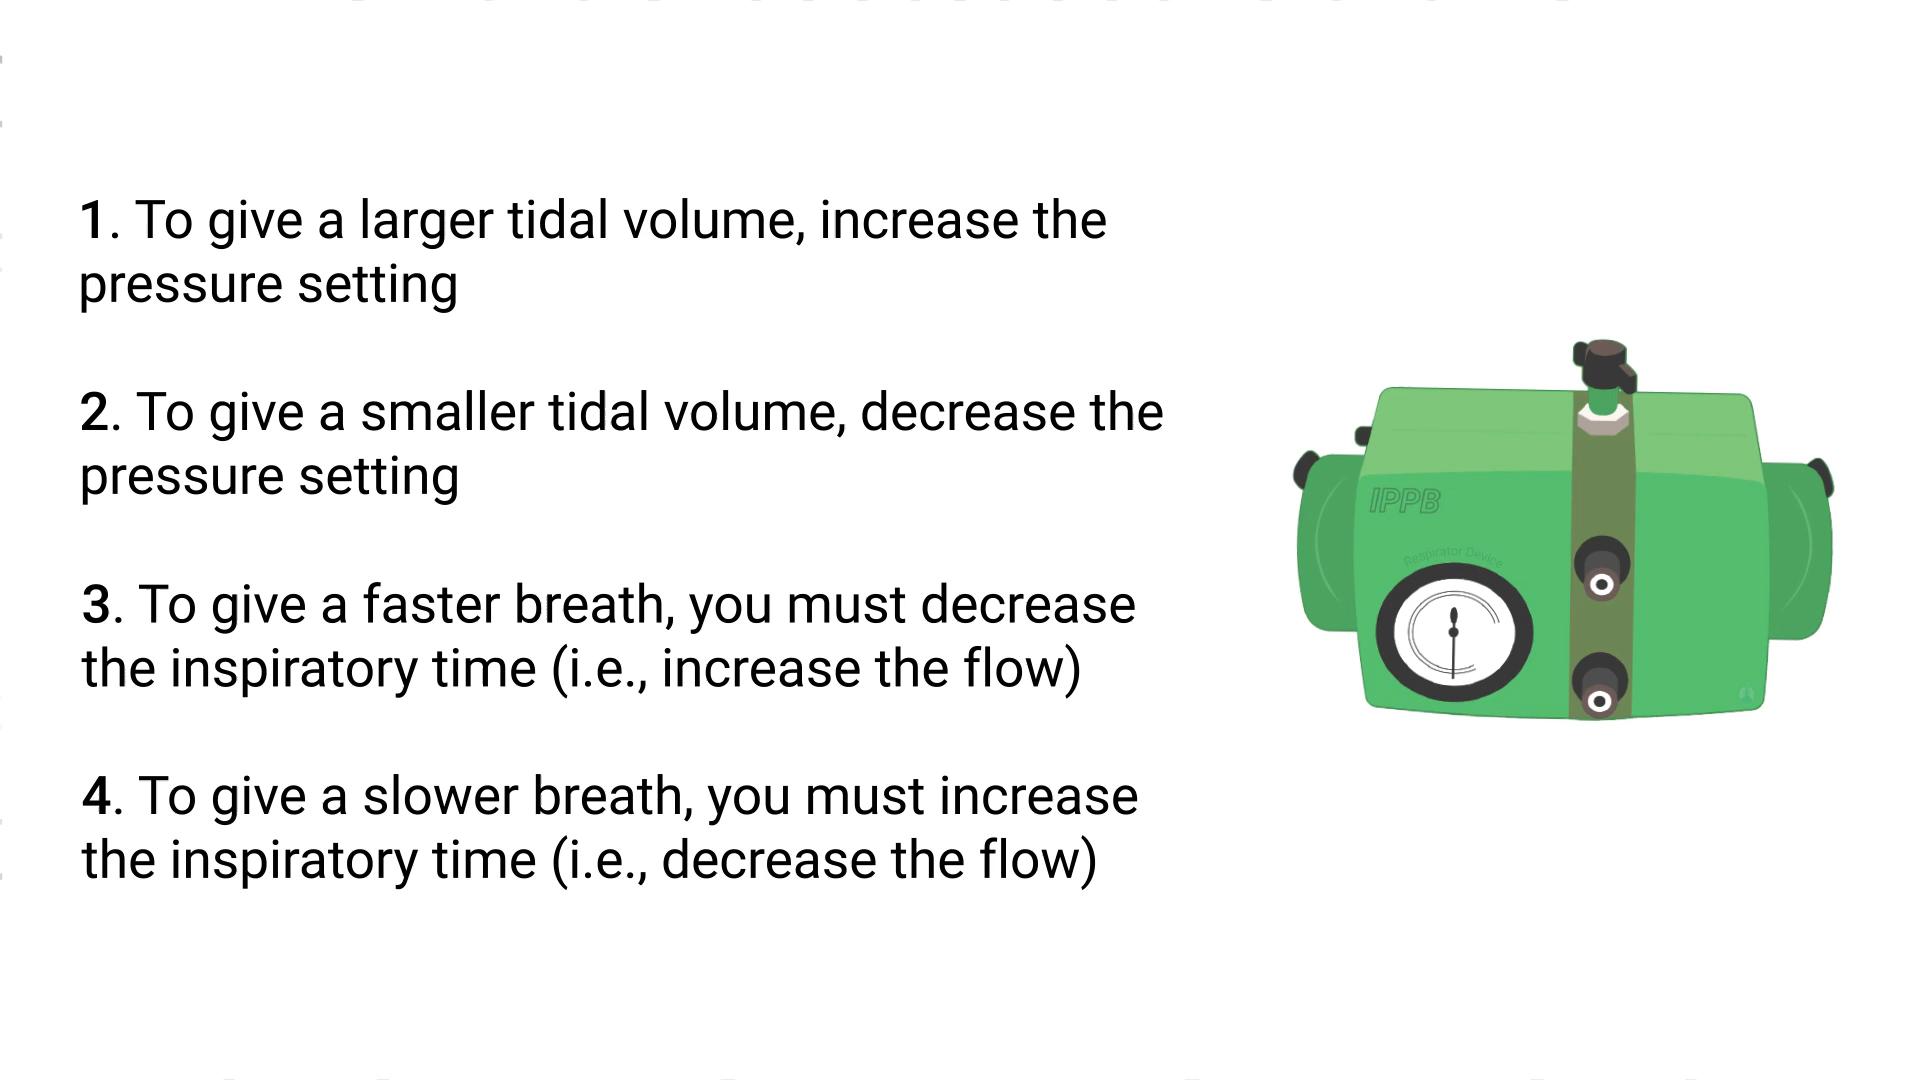 1. To give a larger tidal volume, increase the
pressure setting
2. To give a smaller tidal volume, decrease the
pressure setting
3. To give a faster breath, you must decrease
the inspiratory time (i.e., increase the flow)
4. To give a slower breath, you must increase
the inspiratory time (i.e., decrease the flow)
IPPB
Respirator Device